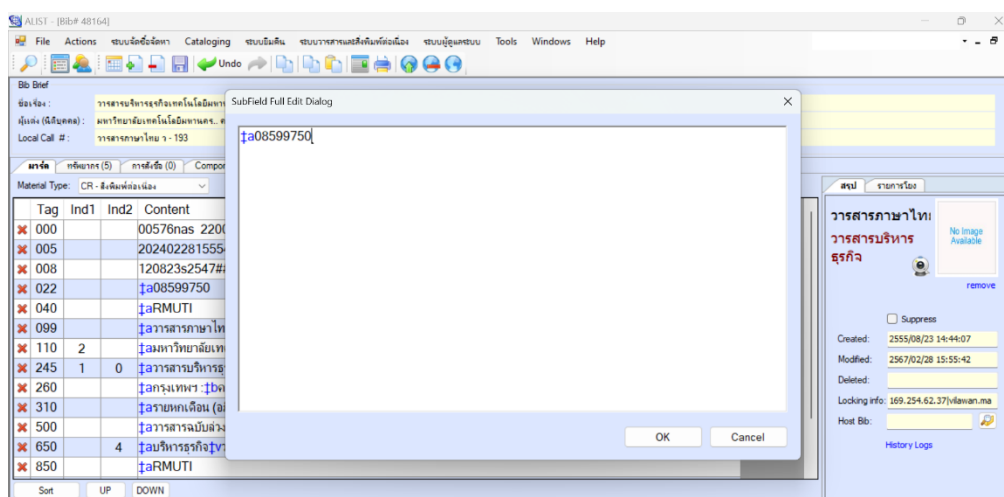 ALIST - [Bib# 48164]
File Actions ระบบจัดซื้อจัดหา Cataloging ระบบยืมคืน ระบบวารสารและสิ่งพิมพ์ต่อเนื่อง ระบบผู้ดูแลระบบ Tools Windows Help
Undo
Bib Brief
ชื่อเรื่อง : วารสารบริหารธุรกิจเทคโนโลยีมหา
ผู้แต่ง (นิติบุคคล) : มหาวิทยาลัยเทคโนโลยีมหานคร..
Local Call #: วารสารภาษาไทย ว - 193
มาร์ค ทรัพยากร (5) การสั่งซื้อ (0) Compor
Material Type: CR - สิ่งพิมพ์ต่อเนื่อง
Tag Ind1 Ind2 Content
000 00576nas 2200
005 20240228155554
008 120823s2547##
022 ‡a08599750
040 ‡aRMUTI
099 ‡aวารสารภาษาไท
110 2 ‡aมหาวิทยาลัยเท
245 1 0 ‡aวารสารบริหารธุ
260 ‡aกรุงเทพฯ :‡bค
310 ‡aรายหกเดือน
500 ‡aวารสารฉบับล่วง
650 4 ‡aบริหารธุรกิจ‡vว
850 ‡aRMUTI
Sort UP DOWN
SubField Full Edit Dialog
‡a08599750
OK Cancel
สรุป รายการโยง
วารสารภาษาไท
วารสารบริหาร
ธุรกิจ
No Image
Available
remove
Suppress
Created: 2555/08/23 14:44:07
Modified: 2567/02/28 15:55:42
Deleted:
Locking info: 169.254.62.37|vilawan.ma
Host Bib:
History Logs